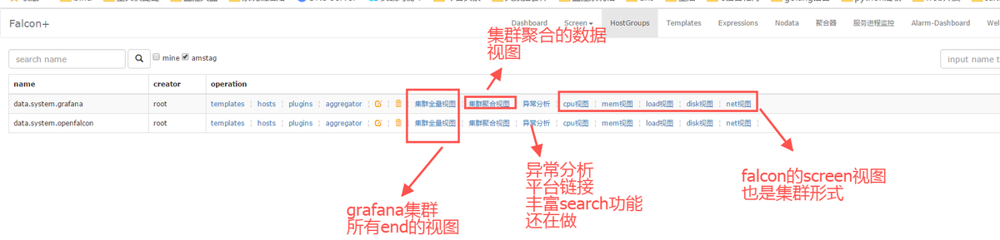 Falcon+
Dashboard Screen HostGroups Templates Expressions Nodata 聚合器 服务进程监控 Alarm-Dashboard Wel
集群聚合的数据
视图
search name mine amstag input name t
name creator operation
data.system.grafana root templates hosts plugins aggregator 集群全量视图 集群聚合视图 异常分析 cpu视图 mem视图 load视图 disk视图 net视图
data.system.openfalcon root templates hosts plugins aggregator 集群全量视图 集群聚合视图 异常分析 cpu视图 mem视图 load视图 disk视图 net视图
grafana集群
所有end的视图
异常分析
平台链接
丰富search功能
还在做
falcon的screen视图
也是集群形式